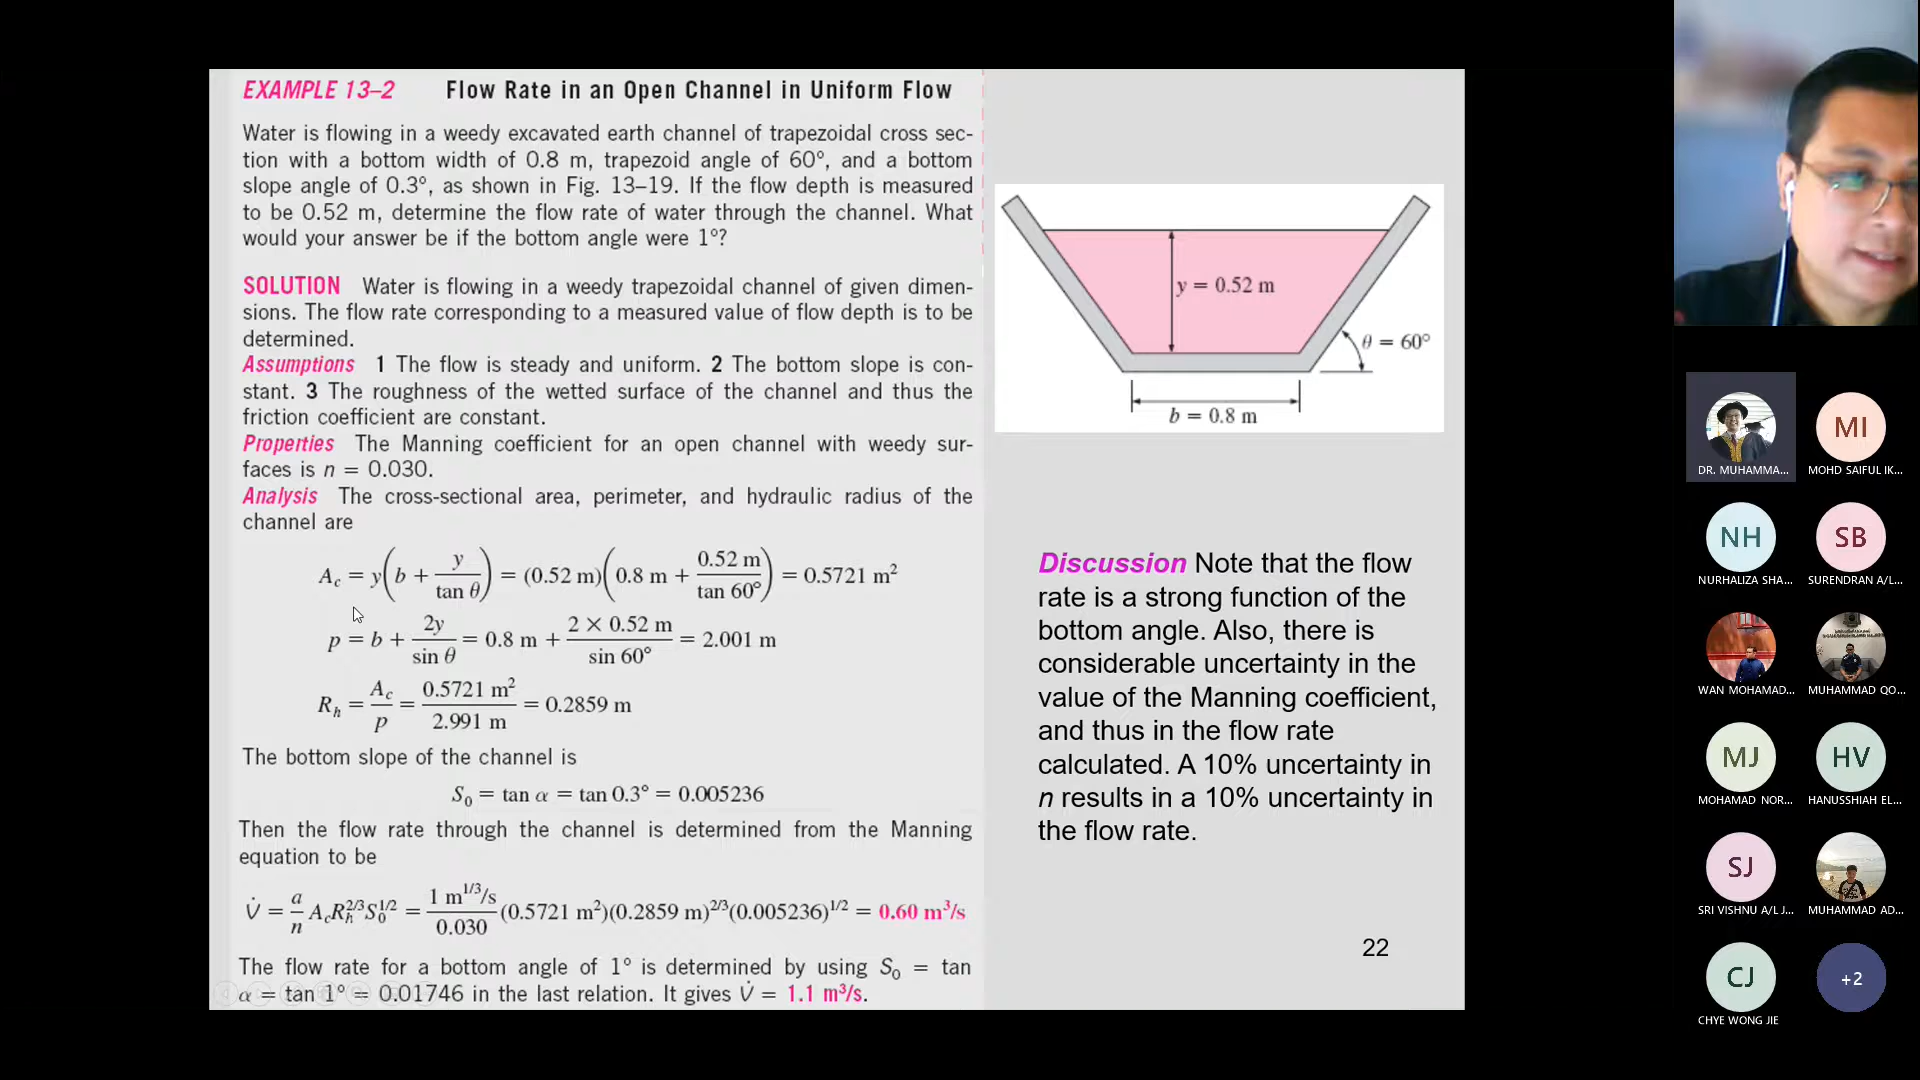 EXAMPLE 13–2 Flow Rate in an Open Channel in Uniform Flow
Water is flowing in a weedy excavated earth channel of trapezoidal cross sec-
tion with a bottom width of 0.8 m, trapezoid angle of 60°, and a bottom
slope angle of 0.3°, as shown in Fig. 13–19. If the flow depth is measured
to be 0.52 m, determine the flow rate of water through the channel. What
would your answer be if the bottom angle were 1°?
SOLUTION Water is flowing in a weedy trapezoidal channel of given dimen-
sions. The flow rate corresponding to a measured value of flow depth is to be
determined.
Assumptions 1 The flow is steady and uniform. 2 The bottom slope is con-
stant. 3 The roughness of the wetted surface of the channel and thus the
friction coefficient are constant.
Properties The Manning coefficient for an open channel with weedy sur-
faces is n = 0.030.
Analysis The cross-sectional area, perimeter, and hydraulic radius of the
channel are
A_c = y(b + y/tan θ) = (0.52 m)(0.8 m + 0.52 m/tan 60°) = 0.5721 m²
p = b + 2y/sin θ = 0.8 m + 2 × 0.52 m/sin 60° = 2.001 m
R_h = A_c/p = 0.5721 m²/2.991 m = 0.2859 m
The bottom slope of the channel is
S₀ = tan α = tan 0.3° = 0.005236
Then the flow rate through the channel is determined from the Manning
equation to be
V̇ = a/n A_c R_h^2/3 S₀^1/2 = 1 m^1/3/s / 0.030 (0.5721 m²)(0.2859 m)^2/3(0.005236)^1/2 = 0.60 m³/s
The flow rate for a bottom angle of 1° is determined by using S₀ = tan
α = tan 1° = 0.01746 in the last relation. It gives V̇ = 1.1 m³/s.
y = 0.52 m
θ = 60°
b = 0.8 m
Discussion Note that the flow
rate is a strong function of the
bottom angle. Also, there is
considerable uncertainty in the
value of the Manning coefficient,
and thus in the flow rate
calculated. A 10% uncertainty in
n results in a 10% uncertainty in
the flow rate.
22
MI
DR. MUHAMMA... MOHD SAIFUL IK...
NH SB
NURHALIZA SHA... SURENDRAN A/L...
WAN MOHAMAD... MUHAMMAD QO...
MJ HV
MOHAMAD NOR... HANUSSHIAH EL...
SJ
SRI VISHNU A/L J... MUHAMMAD AD...
CJ +2
CHYE WONG JIE